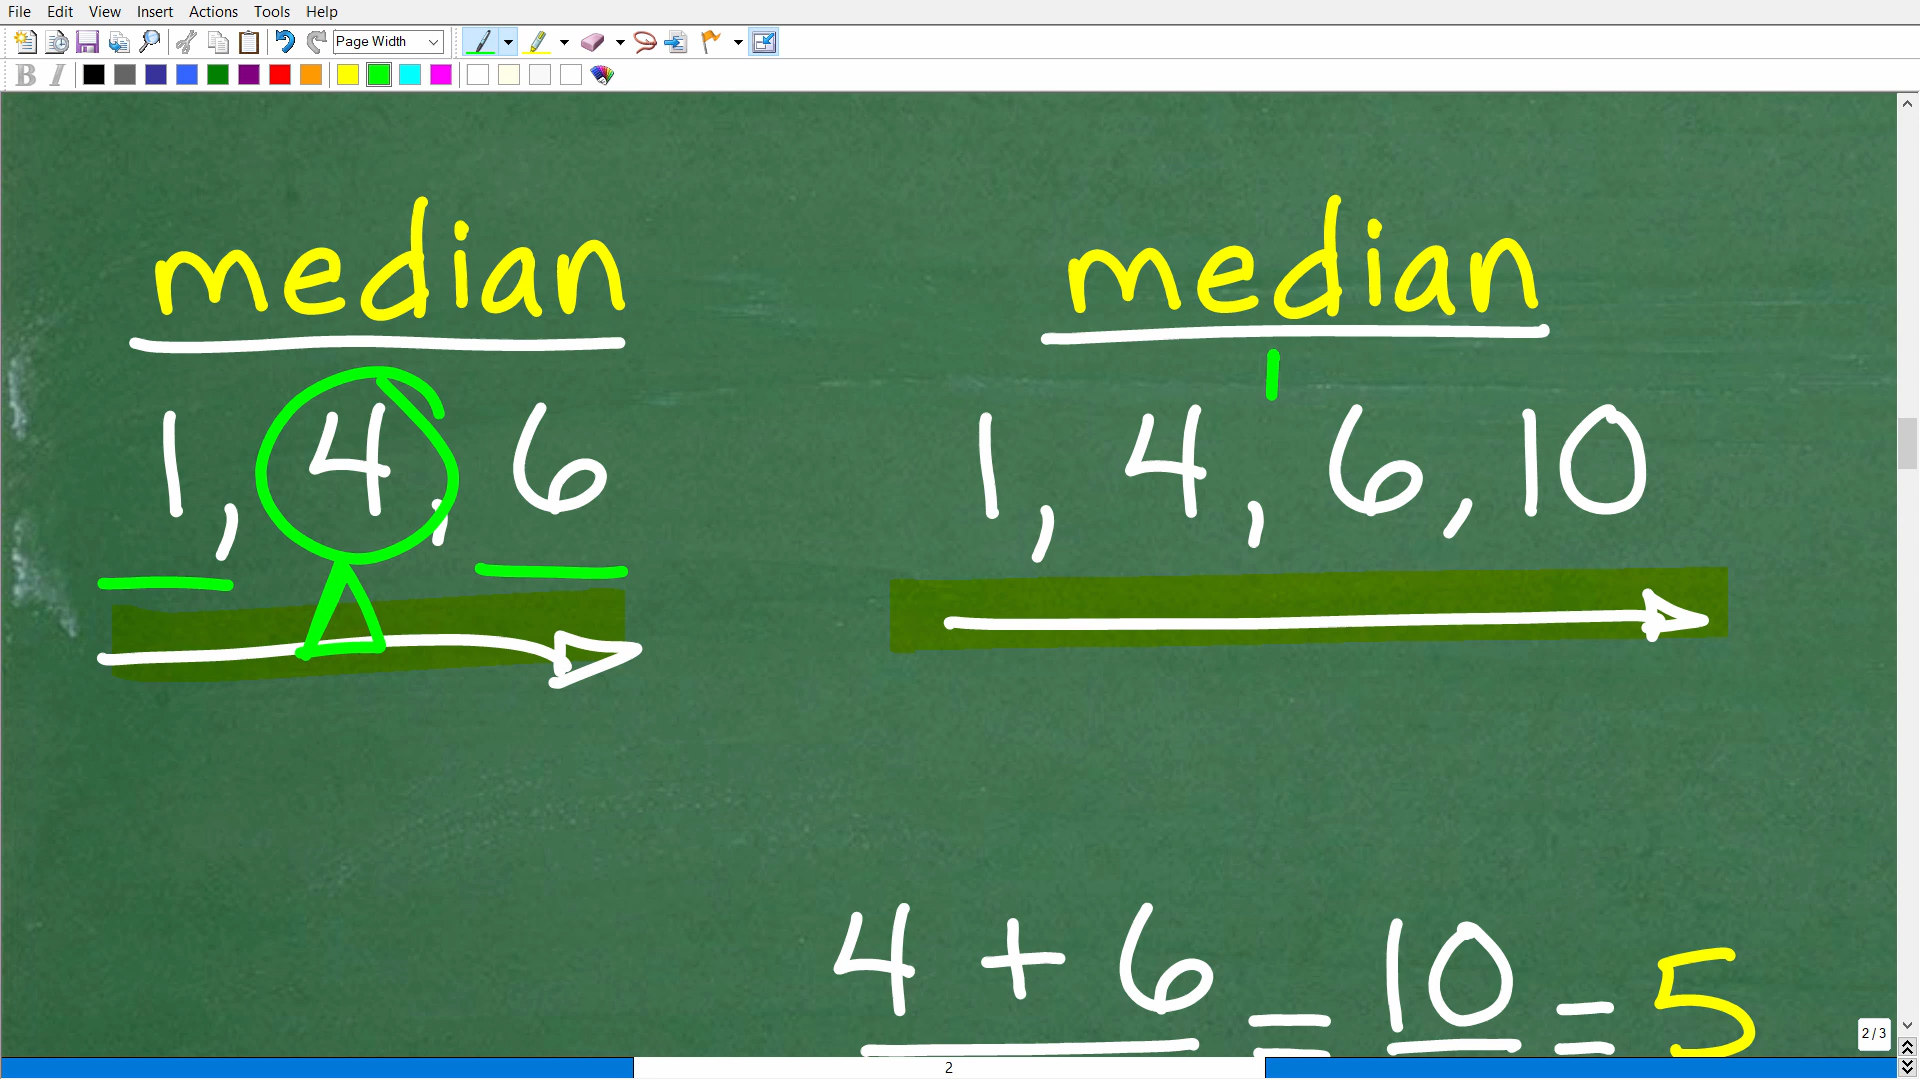 File Edit View Insert Actions Tools Help
Page Width
B I
median
1, 4, 6
median
1, 4, 6, 10
4 + 6 = 10 = 5
2 / 3
2